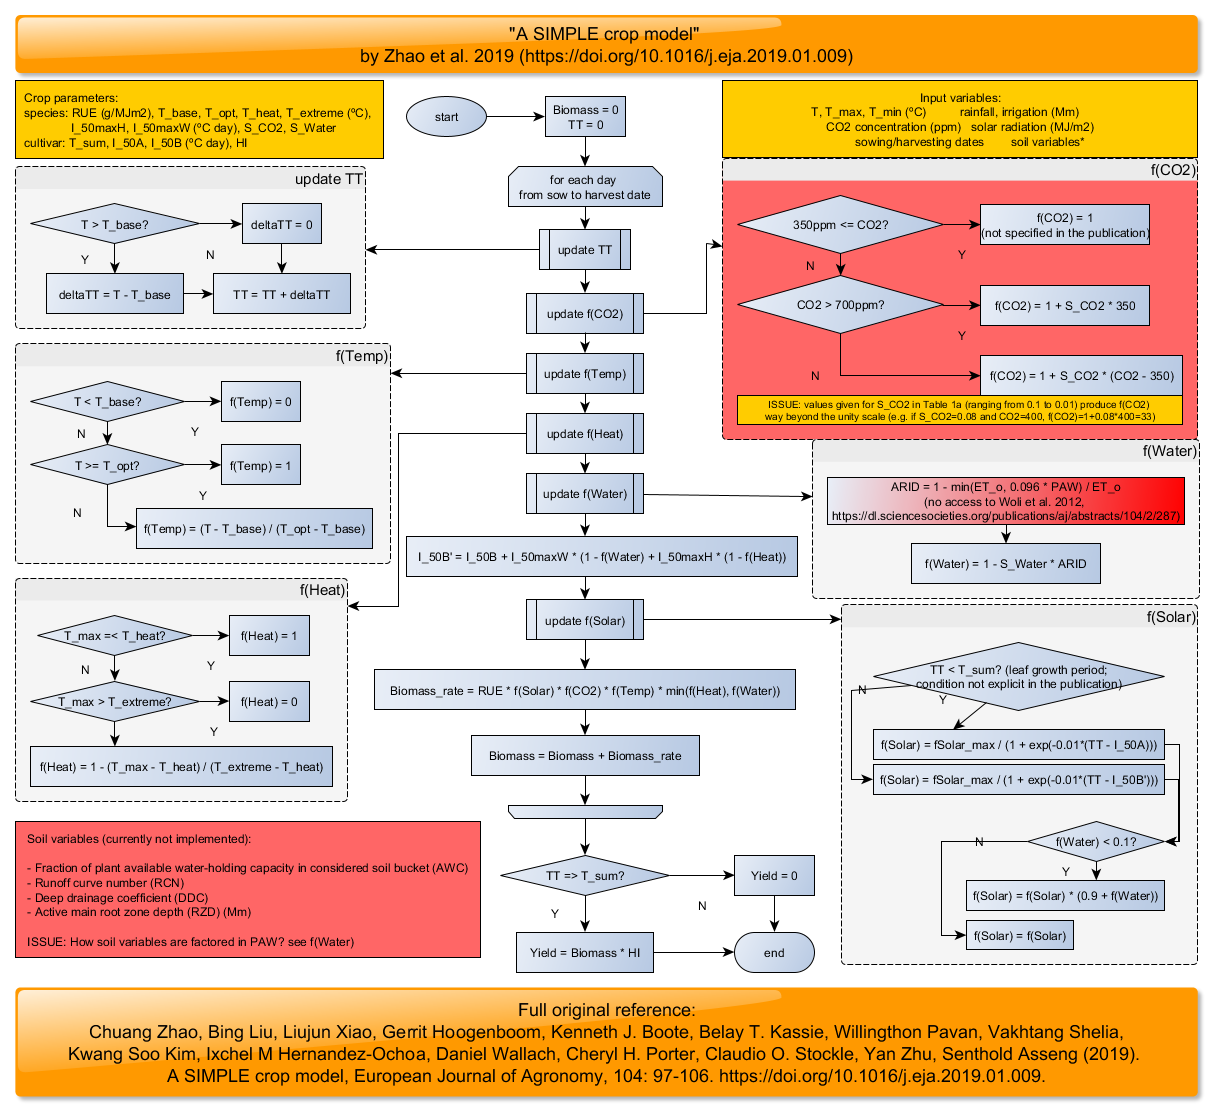 "A SIMPLE crop model"
by Zhao et al. 2019 (https://doi.org/10.1016/j.eja.2019.01.009)
Crop parameters:
species: RUE (g/MJm2), T_base, T_opt, T_heat, T_extreme (ºC),
I_50maxH, I_50maxW (ºC day), S_CO2, S_Water
cultivar: T_sum, I_50A, I_50B (ºC day), HI
start
Biomass = 0
TT = 0
Input variables:
T, T_max, T_min (ºC) rainfall, irrigation (Mm)
CO2 concentration (ppm) solar radiation (MJ/m2)
sowing/harvesting dates soil variables*
for each day
from sow to harvest date
update TT
update f(CO2)
update f(Temp)
update f(Heat)
update f(Water)
I_50B' = I_50B + I_50maxW * (1 - f(Water) + I_50maxH * (1 - f(Heat))
update f(Solar)
Biomass_rate = RUE * f(Solar) * f(CO2) * f(Temp) * min(f(Heat), f(Water))
Biomass = Biomass + Biomass_rate
TT => T_sum?
Y
N
Yield = 0
Yield = Biomass * HI
end
update TT
T > T_base?
deltaTT = 0
Y
N
deltaTT = T - T_base
TT = TT + deltaTT
f(Temp)
T < T_base?
f(Temp) = 0
N
Y
T >= T_opt?
f(Temp) = 1
Y
N
f(Temp) = (T - T_base) / (T_opt - T_base)
f(Heat)
T_max =< T_heat?
f(Heat) = 1
N
Y
T_max > T_extreme?
f(Heat) = 0
Y
f(Heat) = 1 - (T_max - T_heat) / (T_extreme - T_heat)
Soil variables (currently not implemented):
- Fraction of plant available water-holding capacity in considered soil bucket (AWC)
- Runoff curve number (RCN)
- Deep drainage coefficient (DDC)
- Active main root zone depth (RZD) (Mm)
ISSUE: How soil variables are factored in PAW? see f(Water)
f(CO2)
350ppm <= CO2?
f(CO2) = 1
(not specified in the publication)
N
Y
CO2 > 700ppm?
f(CO2) = 1 + S_CO2 * 350
Y
N
f(CO2) = 1 + S_CO2 * (CO2 - 350)
ISSUE: values given for S_CO2 in Table 1a (ranging from 0.1 to 0.01) produce f(CO2)
way beyond the unity scale (e.g. if S_CO2=0.08 and CO2=400, f(CO2)=1+0.08*400=33)
f(Water)
ARID = 1 - min(ET_o, 0.096 * PAW) / ET_o
(no access to Woli et al. 2012,
https://dl.sciencesocieties.org/publications/aj/abstracts/104/2/287)
f(Water) = 1 - S_Water * ARID
f(Solar)
TT < T_sum? (leaf growth period;
condition not explicit in the publication)
N
Y
f(Solar) = fSolar_max / (1 + exp(-0.01*(TT - I_50A)))
f(Solar) = fSolar_max / (1 + exp(-0.01*(TT - I_50B')))
f(Water) < 0.1?
N
Y
f(Solar) = f(Solar) * (0.9 + f(Water))
f(Solar) = f(Solar)
Full original reference:
Chuang Zhao, Bing Liu, Liujun Xiao, Gerrit Hoogenboom, Kenneth J. Boote, Belay T. Kassie, Willingthon Pavan, Vakhtang Shelia,
Kwang Soo Kim, Ixchel M Hernandez-Ochoa, Daniel Wallach, Cheryl H. Porter, Claudio O. Stockle, Yan Zhu, Senthold Asseng (2019).
A SIMPLE crop model, European Journal of Agronomy, 104: 97-106. https://doi.org/10.1016/j.eja.2019.01.009.